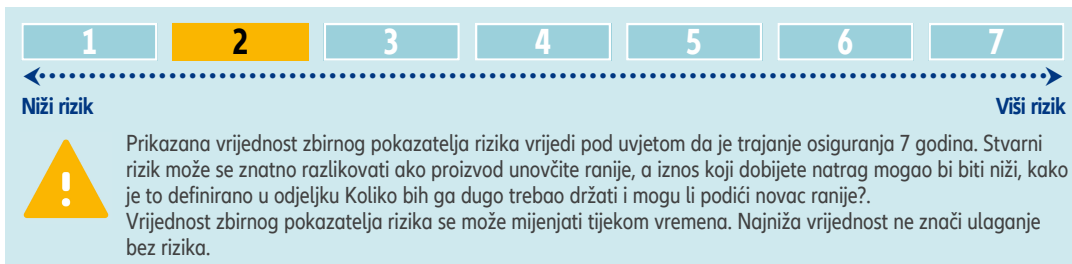 1 2 3 4 5 6 7
Niži rizik Viši rizik
Prikazana vrijednost zbirnog pokazatelja rizika vrijedi pod uvjetom da je trajanje osiguranja 7 godina. Stvarni
rizik može se znatno razlikovati ako proizvod unovčite ranije, a iznos koji dobijete natrag mogao bi biti niži, kako
je to definirano u odjeljku Koliko bih ga dugo trebao držati i mogu li podići novac ranije?.
Vrijednost zbirnog pokazatelja rizika se može mijenjati tijekom vremena. Najniža vrijednost ne znači ulaganje
bez rizika.